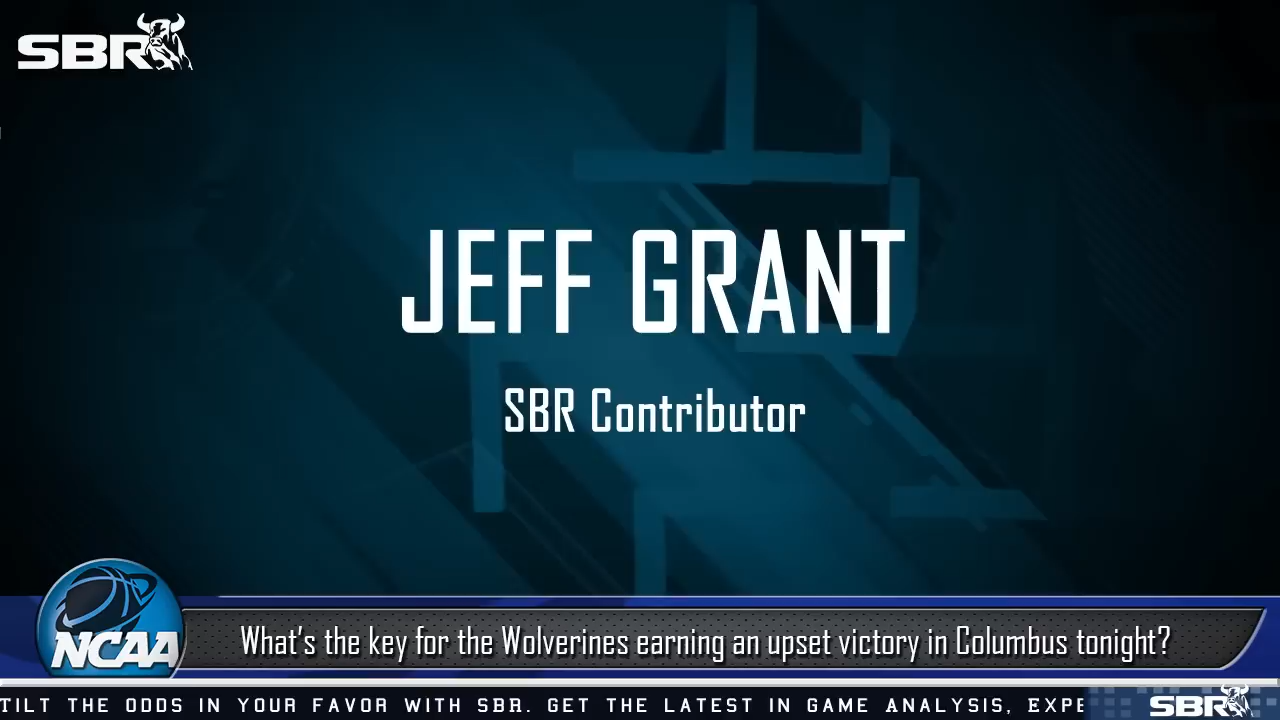 SBR
JEFF GRANT
SBR Contributor
NCAA
What's the key for the Wolverines earning an upset victory in Columbus tonight?
TILT THE ODDS IN YOUR FAVOR WITH SBR. GET THE LATEST IN GAME ANALYSIS, EXPE
SBR